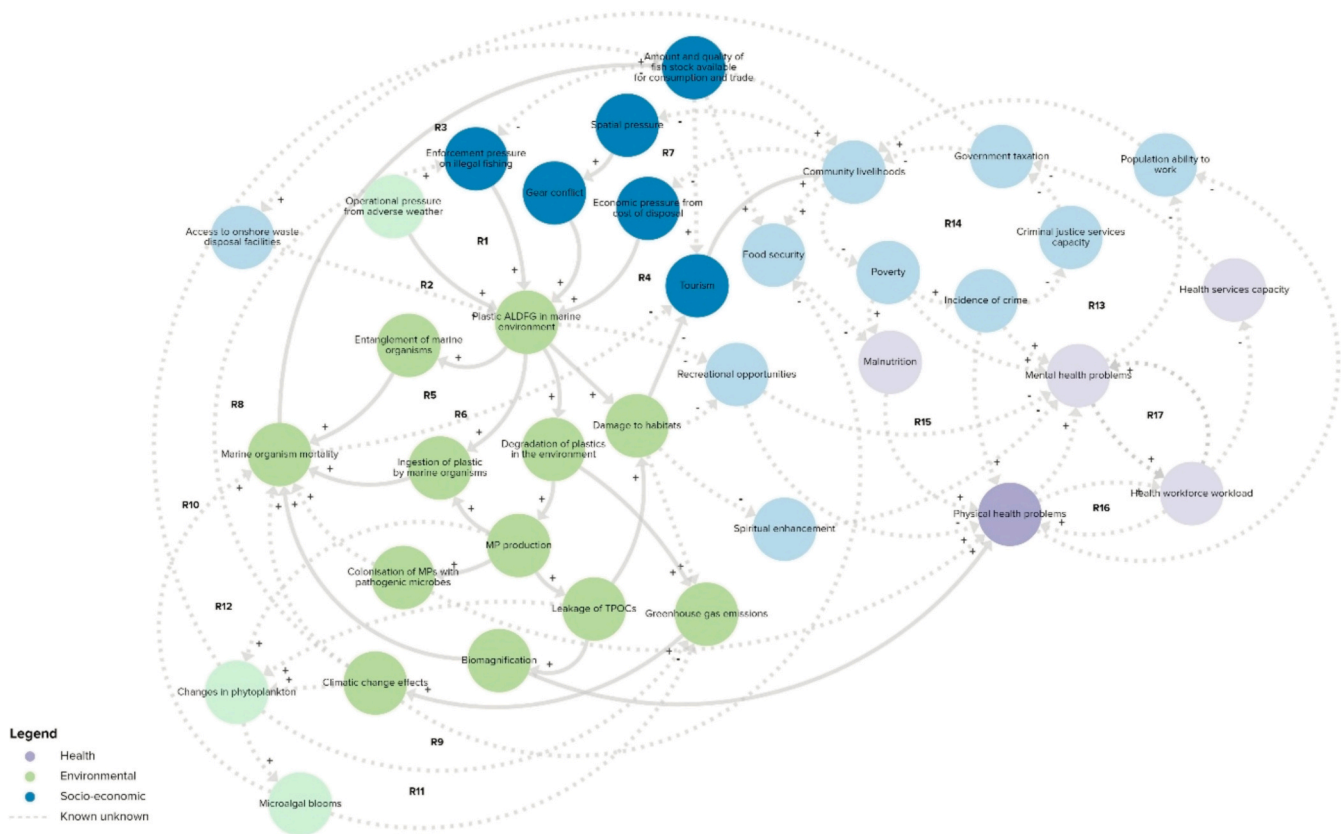 Amount and quality of
fish stock available
for consumption and trade
Spatial pressure
R3
R7
Enforcement pressure
on illegal fishing
Government taxation
Population ability to
work
Community livelihoods
Gear conflict
Operational pressure
from adverse weather
Economic pressure from
cost of disposal
R14
Access to onshore waste
disposal facilities
R1
Criminal justice services
capacity
Food security
R2
R4
Poverty
Tourism
Health services capacity
Incidence of crime
R13
Plastic ALDFG in marine
environment
Entanglement of marine
organisms
Malnutrition
Recreational opportunities
Mental health problems
R5
R8
R6
R15
R17
Damage to habitats
Marine organism mortality
Degradation of plastics
in the environment
Ingestion of plastic
by marine organisms
Health workforce workload
R10
R16
Physical health problems
Spiritual enhancement
MP production
Colonisation of MPs with
pathogenic microbes
R12
Leakage of TPOCs
Greenhouse gas emissions
Biomagnification
Climatic change effects
Changes in phytoplankton
R9
R11
Microalgal blooms
Legend
Health
Environmental
Socio-economic
Known unknown